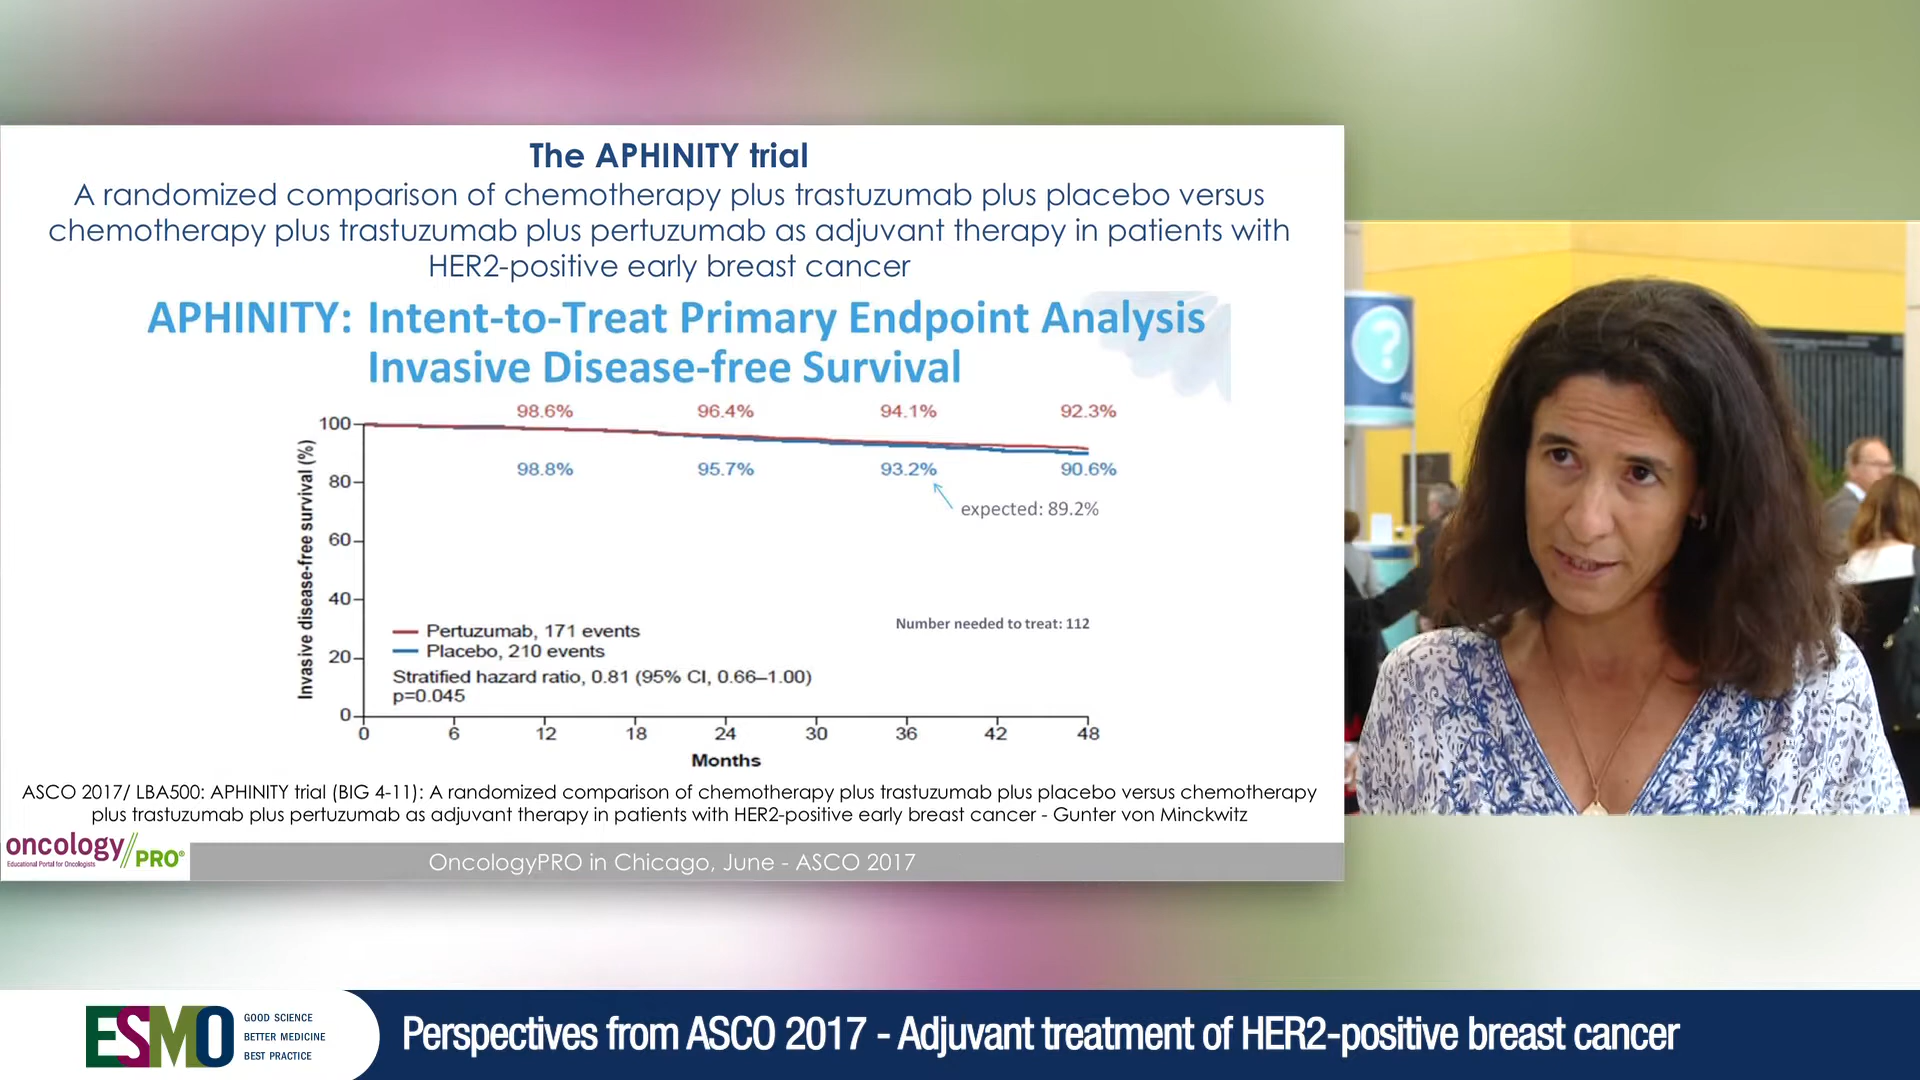 The APHINITY trial
A randomized comparison of chemotherapy plus trastuzumab plus placebo versus
chemotherapy plus trastuzumab plus pertuzumab as adjuvant therapy in patients with
HER2-positive early breast cancer
APHINITY: Intent-to-Treat Primary Endpoint Analysis
Invasive Disease-free Survival
98.6% 96.4% 94.1% 92.3%
98.8% 95.7% 93.2% 90.6%
expected: 89.2%
Invasive disease-free survival (%)
100
80
60
40
20
0
Number needed to treat: 112
Pertuzumab, 171 events
Placebo, 210 events
Stratified hazard ratio, 0.81 (95% CI, 0.66–1.00)
p=0.045
0 6 12 18 24 30 36 42 48
Months
ASCO 2017/ LBA500: APHINITY trial (BIG 4-11): A randomized comparison of chemotherapy plus trastuzumab plus placebo versus chemotherapy
plus trastuzumab plus pertuzumab as adjuvant therapy in patients with HER2-positive early breast cancer - Gunter von Minckwitz
oncology//PRO®
Educational Portal for Oncologists
OncologyPRO in Chicago, June - ASCO 2017
?
ESMO
GOOD SCIENCE
BETTER MEDICINE
BEST PRACTICE
Perspectives from ASCO 2017 - Adjuvant treatment of HER2-positive breast cancer